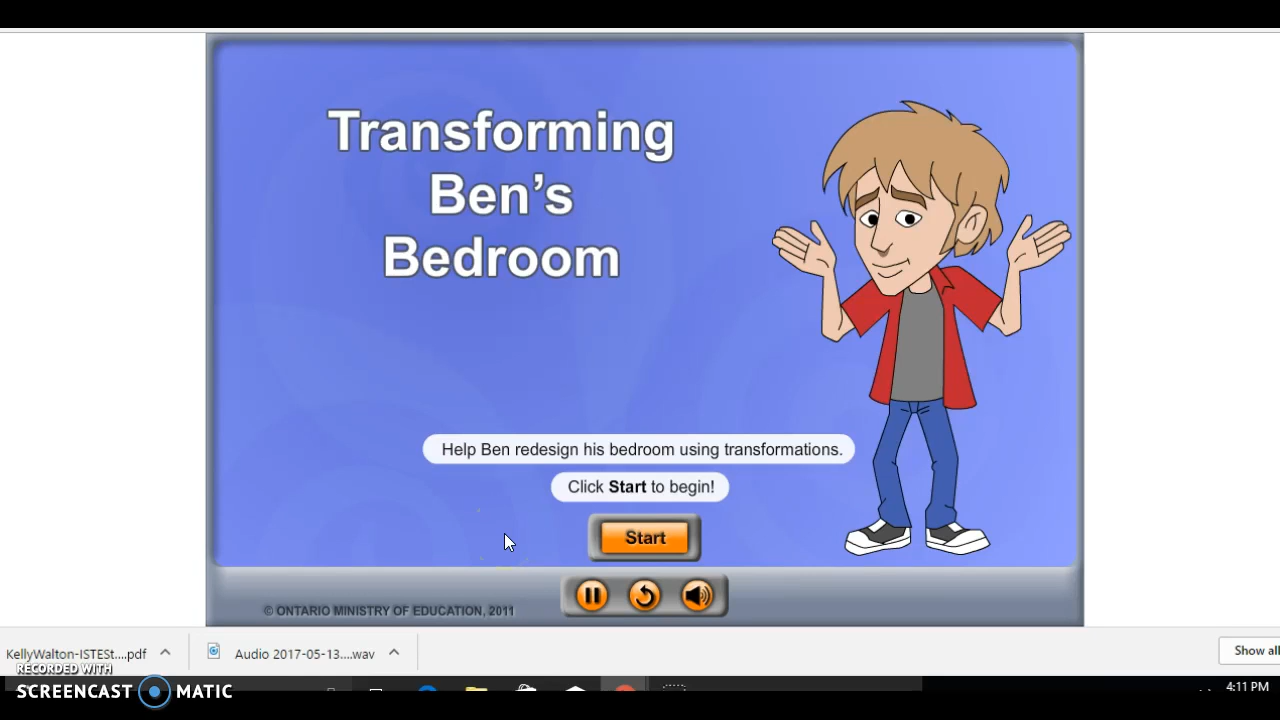 Transforming
Ben's
Bedroom
Help Ben redesign his bedroom using transformations.
Click Start to begin!
Start
© ONTARIO MINISTRY OF EDUCATION, 2011
KellyWalton-ISTESt....pdf
Audio 2017-05-13....wav
Show all
RECORDED WITH
SCREENCAST MATIC
4:11 PM